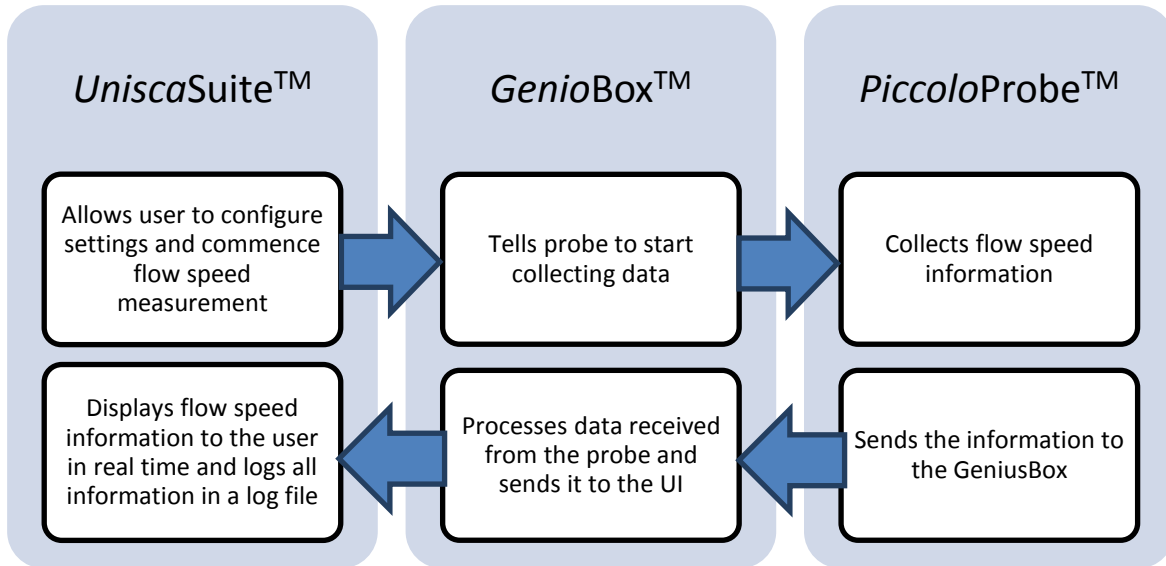 UniscaSuite™
GenioBox™
PiccoloProbe™
Allows user to configure
settings and commence
flow speed
measurement
Tells probe to start
collecting data
Collects flow speed
information
Displays flow speed
information to the user
in real time and logs all
information in a log file
Processes data received
from the probe and
sends it to the UI
Sends the information to
the GeniusBox